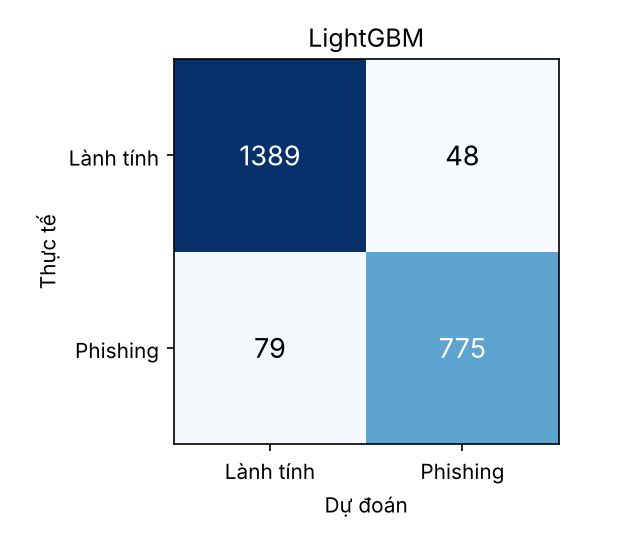 LightGBM
Lành tính
1389
48
Thực tế
Phishing
79
775
Lành tính
Phishing
Dự đoán